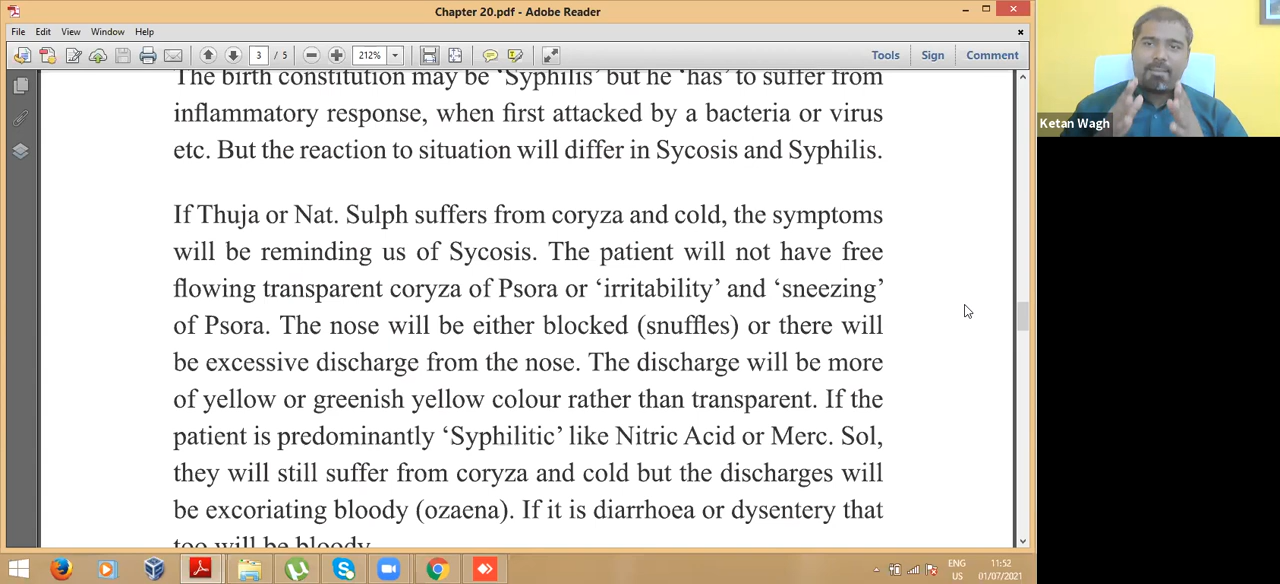 Chapter 20.pdf - Adobe Reader
File Edit View Window Help
3 / 5 212% Tools Sign Comment
The birth constitution may be 'Syphilis' but he 'has' to suffer from
inflammatory response, when first attacked by a bacteria or virus
etc. But the reaction to situation will differ in Sycosis and Syphilis.
If Thuja or Nat. Sulph suffers from coryza and cold, the symptoms
will be reminding us of Sycosis. The patient will not have free
flowing transparent coryza of Psora or 'irritability' and 'sneezing'
of Psora. The nose will be either blocked (snuffles) or there will
be excessive discharge from the nose. The discharge will be more
of yellow or greenish yellow colour rather than transparent. If the
patient is predominantly 'Syphilitic' like Nitric Acid or Merc. Sol,
they will still suffer from coryza and cold but the discharges will
be excoriating bloody (ozaena). If it is diarrhoea or dysentery that
too will be bloody.
Ketan Wagh
ENG
US
11:52
01/07/2021